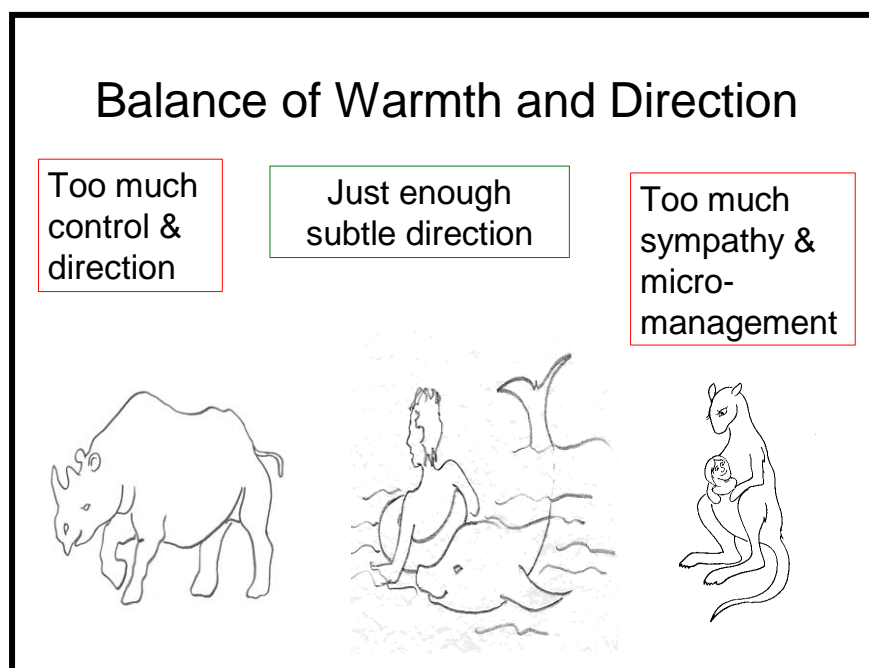 Balance of Warmth and Direction
Too much
control &
direction
Just enough
subtle direction
Too much
sympathy &
micro-
management